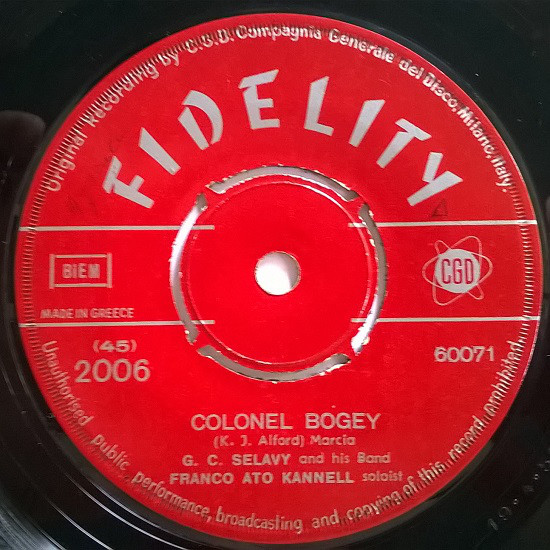 Original Recording by C.G.D. Compagnia Generale del Disco, Milano, Italy.
FIDELITY
BIEM
CGD
MADE IN GREECE
(45)
2006
60071
COLONEL BOGEY
(K. J. Alford) Marcia
G. C. SELAVY and his Band
FRANCO ATO KANNELL soloist
Unauthorised public performance, broadcasting and copying of this record prohibited.